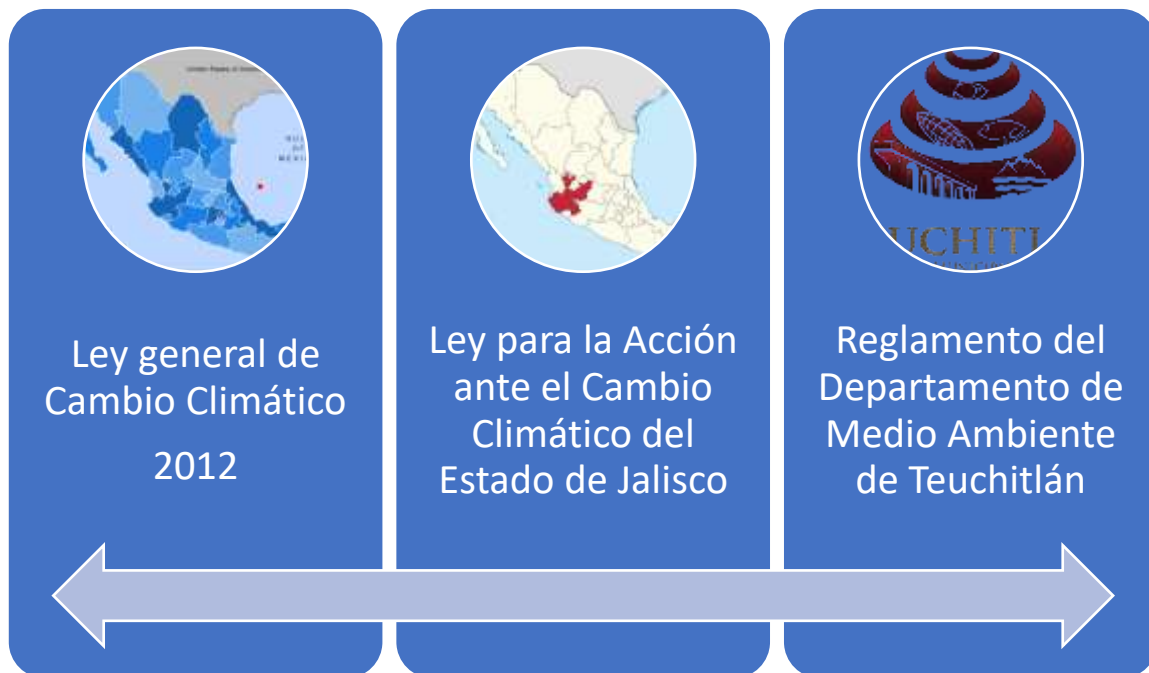 Ley general de
Cambio Climático
2012
Ley para la Acción
ante el Cambio
Climático del
Estado de Jalisco
UCHITL
Reglamento del
Departamento de
Medio Ambiente
de Teuchitlán